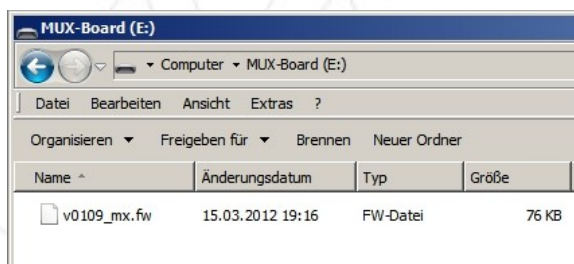 MUX-Board (E:)
Computer MUX-Board (E:)
Datei Bearbeiten Ansicht Extras ?
Organisieren Freigeben für Brennen Neuer Ordner
Name Änderungsdatum Typ Größe
v0109_mx.fw 15.03.2012 19:16 FW-Datei 76 KB